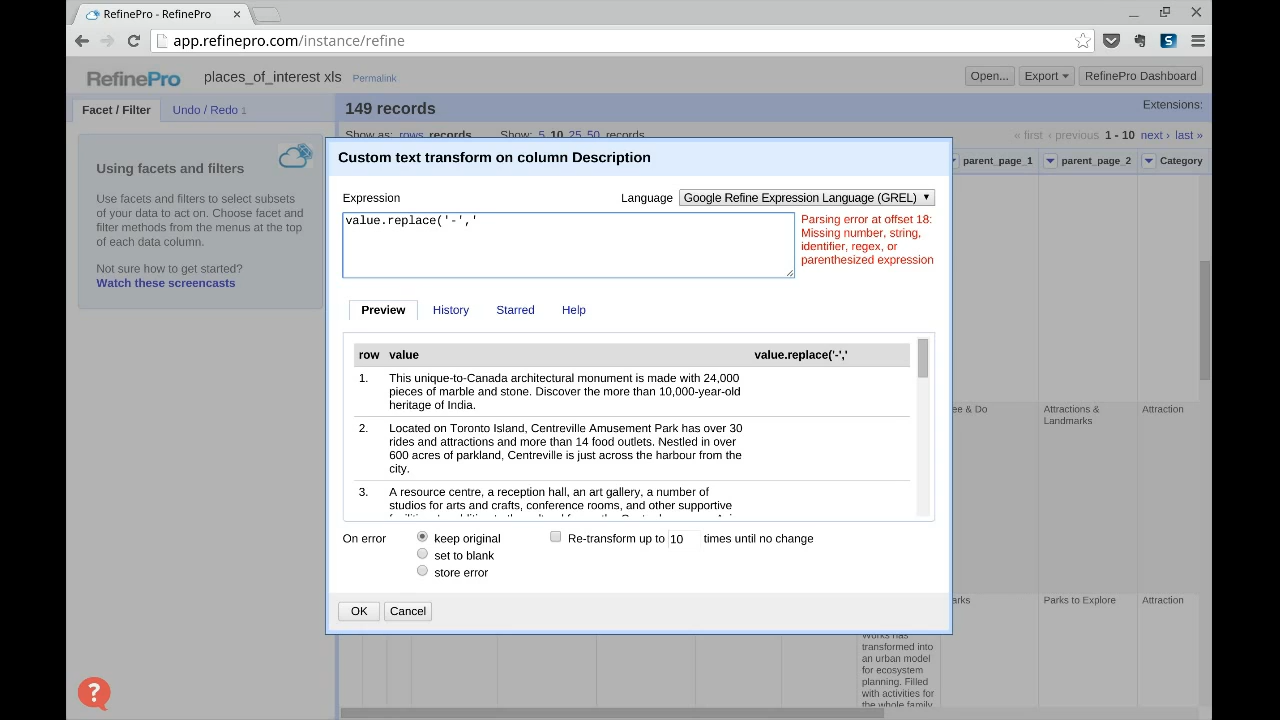 RefinePro - RefinePro
app.refinepro.com/instance/refine
RefinePro places_of_interest xls Permalink Open... Export RefinePro Dashboard
Facet / Filter Undo / Redo 1 149 records Extensions:
Show as: rows records Show: 5 10 25 50 records « first ‹ previous 1 - 10 next › last »
parent_page_1 parent_page_2 Category
Using facets and filters
Use facets and filters to select subsets
of your data to act on. Choose facet and
filter methods from the menus at the top
of each data column.
Not sure how to get started?
Watch these screencasts
Custom text transform on column Description
Expression Language Google Refine Expression Language (GREL)
value.replace('-','
Parsing error at offset 18:
Missing number, string,
identifier, regex, or
parenthesized expression
Preview History Starred Help
row value value.replace('-','
1. This unique-to-Canada architectural monument is made with 24,000
pieces of marble and stone. Discover the more than 10,000-year-old
heritage of India.
2. Located on Toronto Island, Centreville Amusement Park has over 30
rides and attractions and more than 14 food outlets. Nestled in over
600 acres of parkland, Centreville is just across the harbour from the
city.
3. A resource centre, a reception hall, an art gallery, a number of
studios for arts and crafts, conference rooms, and other supportive
On error keep original Re-transform up to 10 times until no change
set to blank
store error
OK Cancel
ee & Do Attractions & Attraction
Landmarks
arks Parks to Explore Attraction
Works has
transformed into
an urban model
for ecosystem
planning. Filled
with activities for
the whole family
?